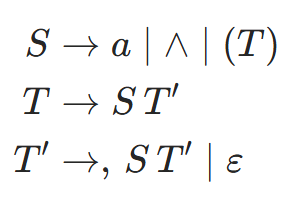 S → a | ∧ | (T)
T → S T′
T′ →, S T′ | ε